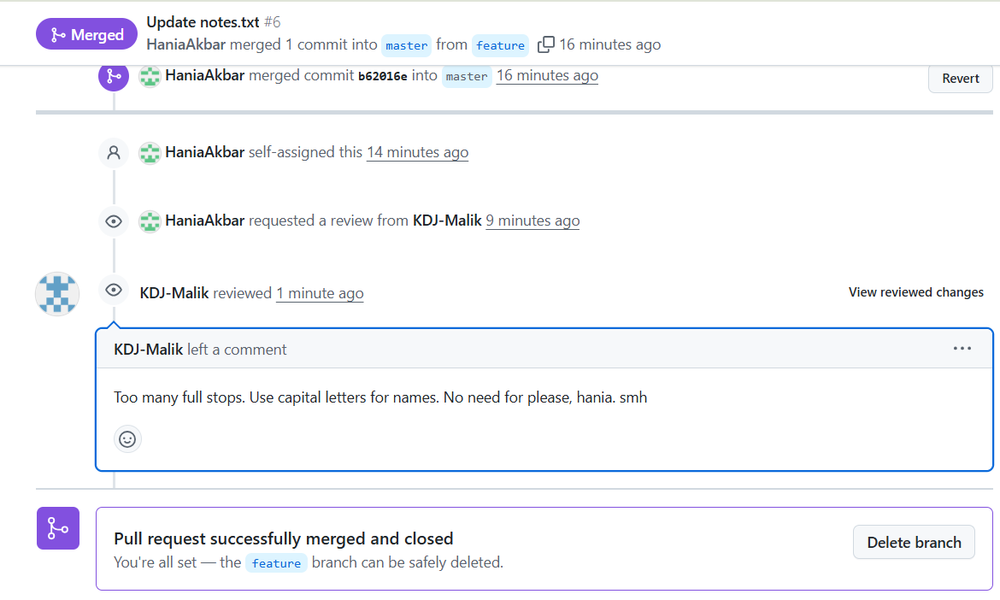 Merged
Update notes.txt #6
HaniaAkbar merged 1 commit into master from feature 16 minutes ago
HaniaAkbar merged commit b62016e into master 16 minutes ago
Revert
HaniaAkbar self-assigned this 14 minutes ago
HaniaAkbar requested a review from KDJ-Malik 9 minutes ago
KDJ-Malik reviewed 1 minute ago
View reviewed changes
KDJ-Malik left a comment
Too many full stops. Use capital letters for names. No need for please, hania. smh
Pull request successfully merged and closed
You're all set — the feature branch can be safely deleted.
Delete branch